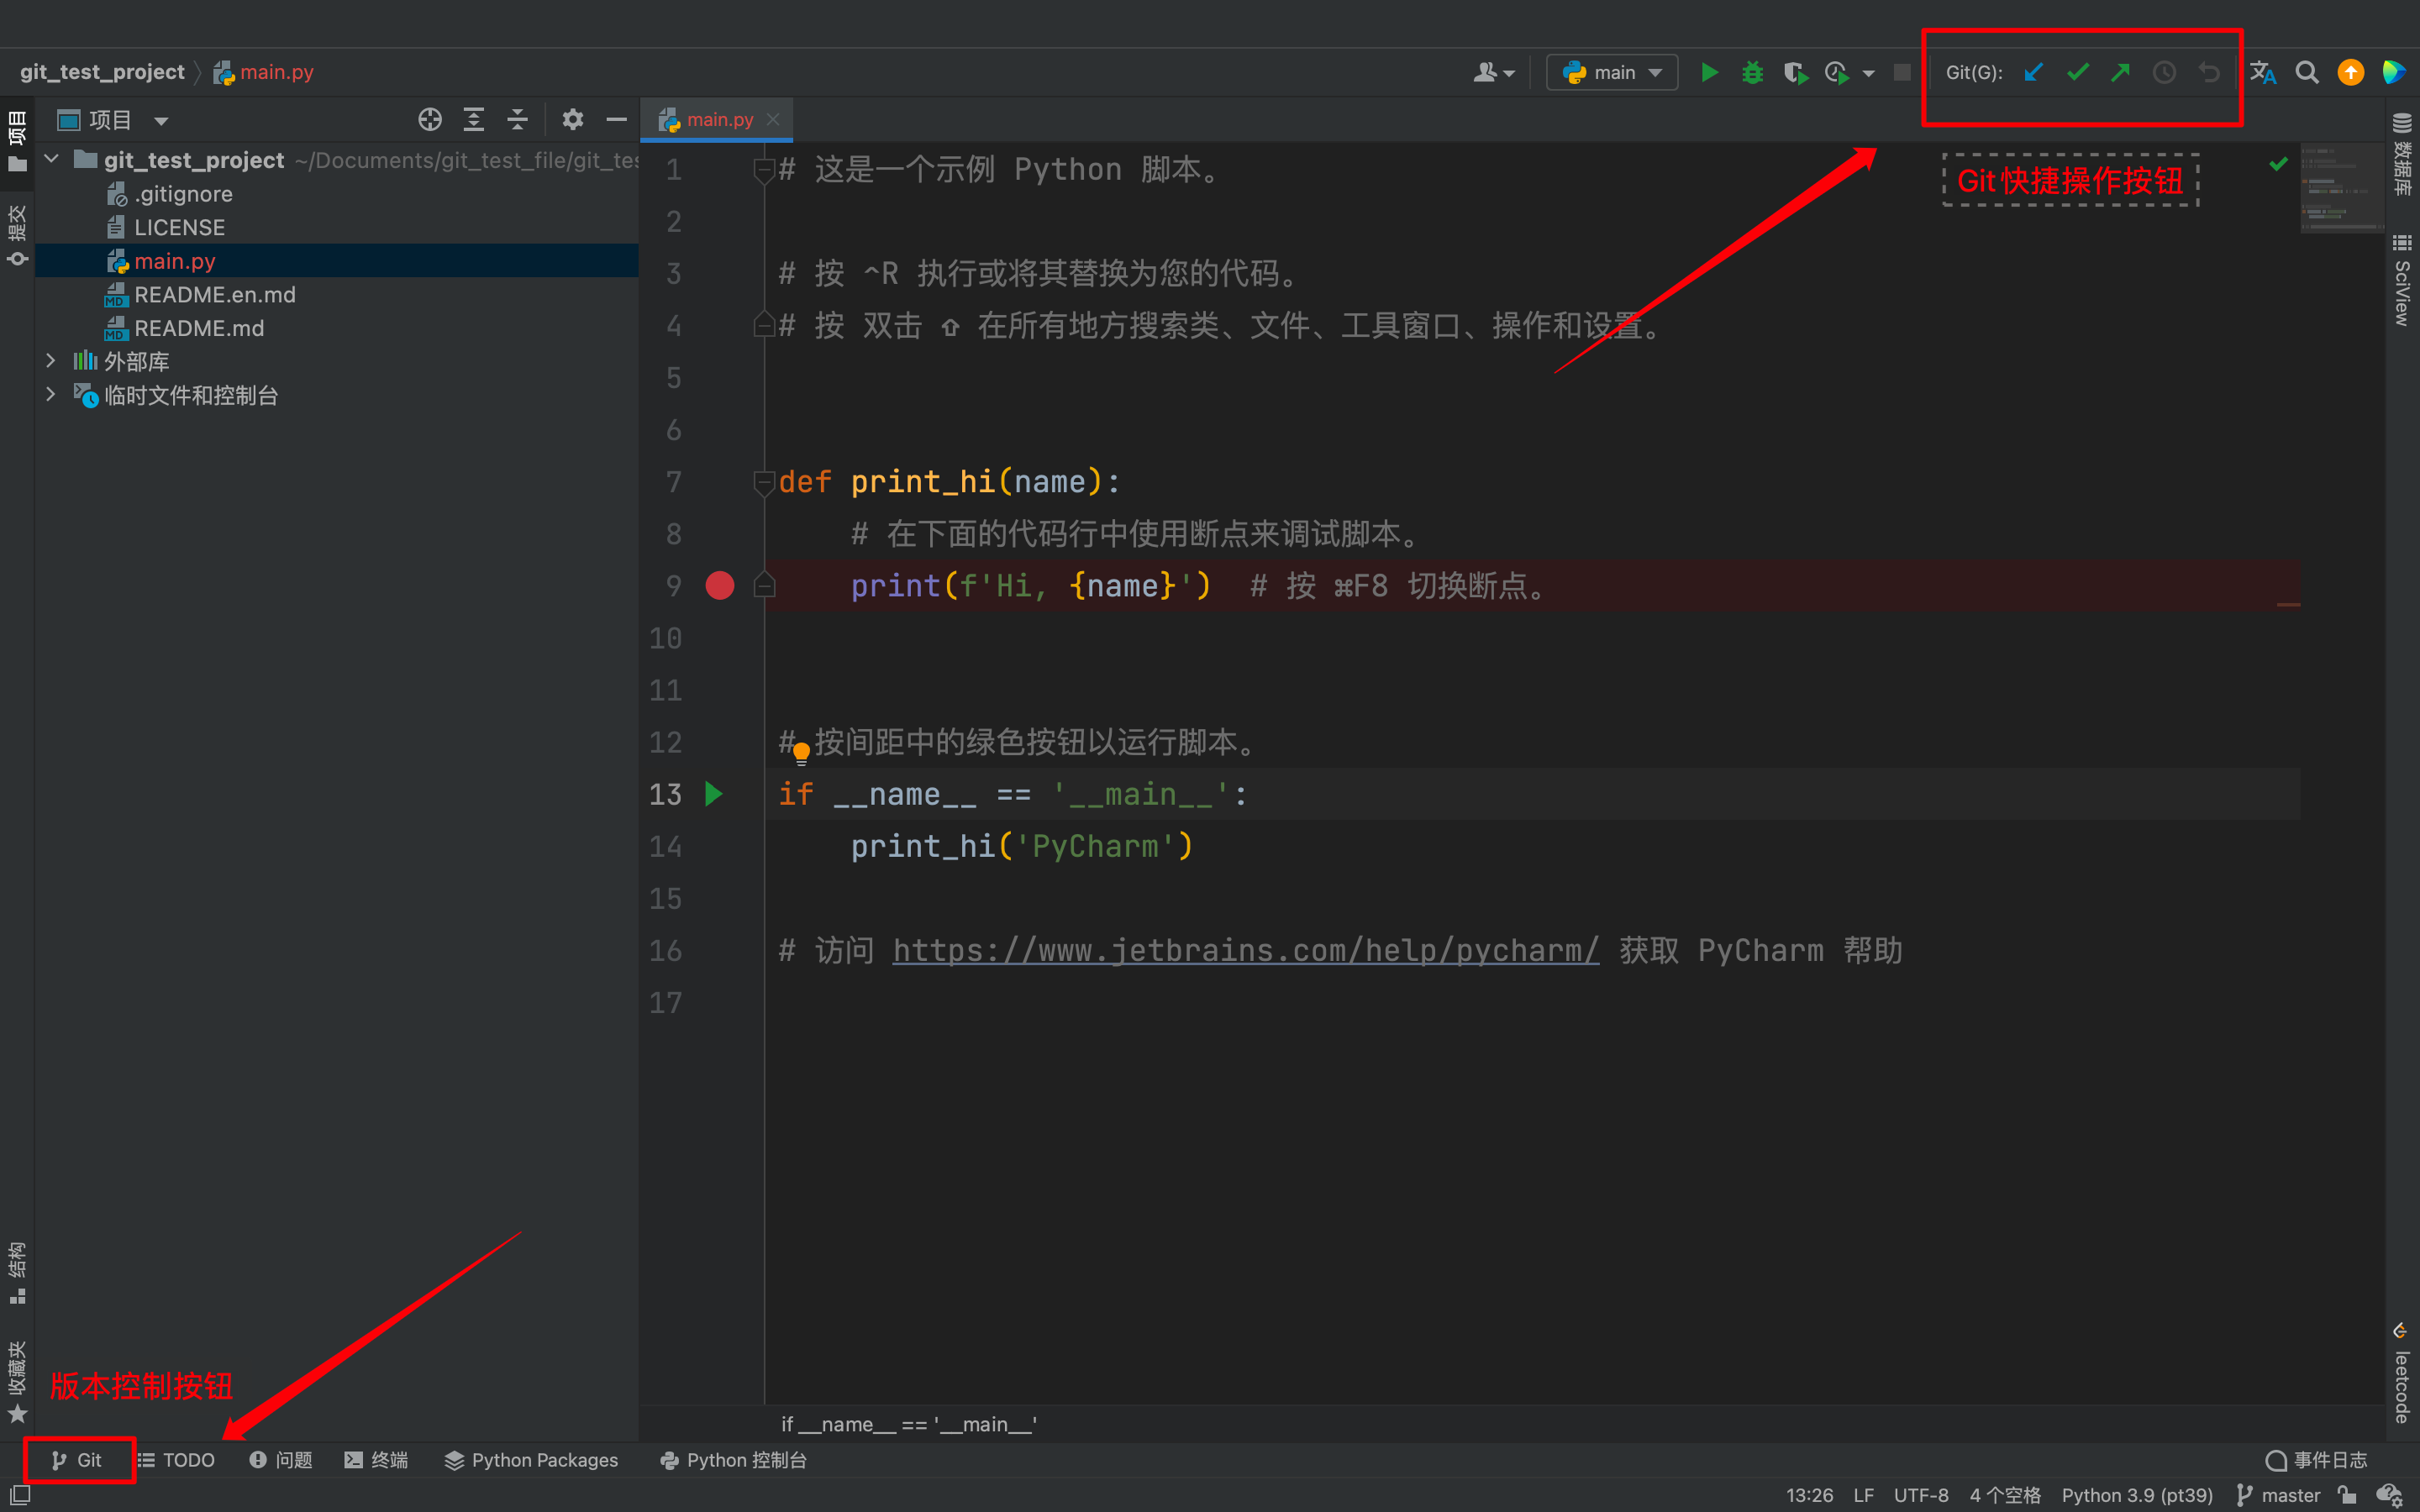 git_test_project main.py
main
Git(G):
项目
main.py
git_test_project ~/Documents/git_test_file/git_tes
.gitignore
LICENSE
main.py
README.en.md
README.md
外部库
临时文件和控制台
项目
提交
结构
收藏夹
数据库
SciView
leetcode
Git快捷操作按钮
1 # 这是一个示例 Python 脚本。
2
3 # 按 ⌃R 执行或将其替换为您的代码。
4 # 按 双击 ⇧ 在所有地方搜索类、文件、工具窗口、操作和设置。
5
6
7 def print_hi(name):
8 # 在下面的代码行中使用断点来调试脚本。
9 print(f'Hi, {name}') # 按 ⌘F8 切换断点。
10
11
12 # 按间距中的绿色按钮以运行脚本。
13 if __name__ == '__main__':
14 print_hi('PyCharm')
15
16 # 访问 https://www.jetbrains.com/help/pycharm/ 获取 PyCharm 帮助
17
版本控制按钮
if __name__ == '__main__'
Git TODO 问题 终端 Python Packages Python 控制台 事件日志
13:26 LF UTF-8 4 个空格 Python 3.9 (pt39) master